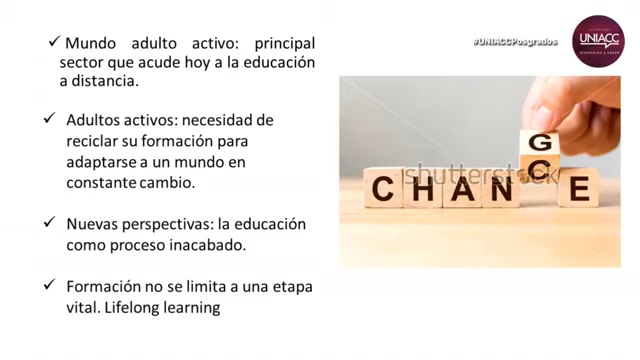 ✓ Mundo adulto activo: principal
sector que acude hoy a la educación
a distancia.
✓ Adultos activos: necesidad de
reciclar su formación para
adaptarse a un mundo en
constante cambio.
✓ Nuevas perspectivas: la educación
como proceso inacabado.
✓ Formación no se limita a una etapa
vital. Lifelong learning
#UNIACCPosgrados
UNIACC
G
C H A N C E
shutterstock